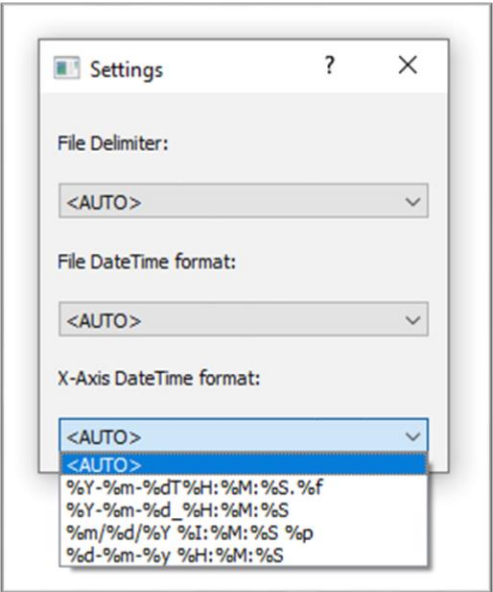 Settings
?
File Delimiter:
<AUTO>
File DateTime format:
<AUTO>
X-Axis DateTime format:
<AUTO>
<AUTO>
%Y-%m-%dT%H:%M:%S.%f
%Y-%m-%d_%H:%M:%S
%m/%d/%Y %I:%M:%S %p
%d-%m-%y %H:%M:%S